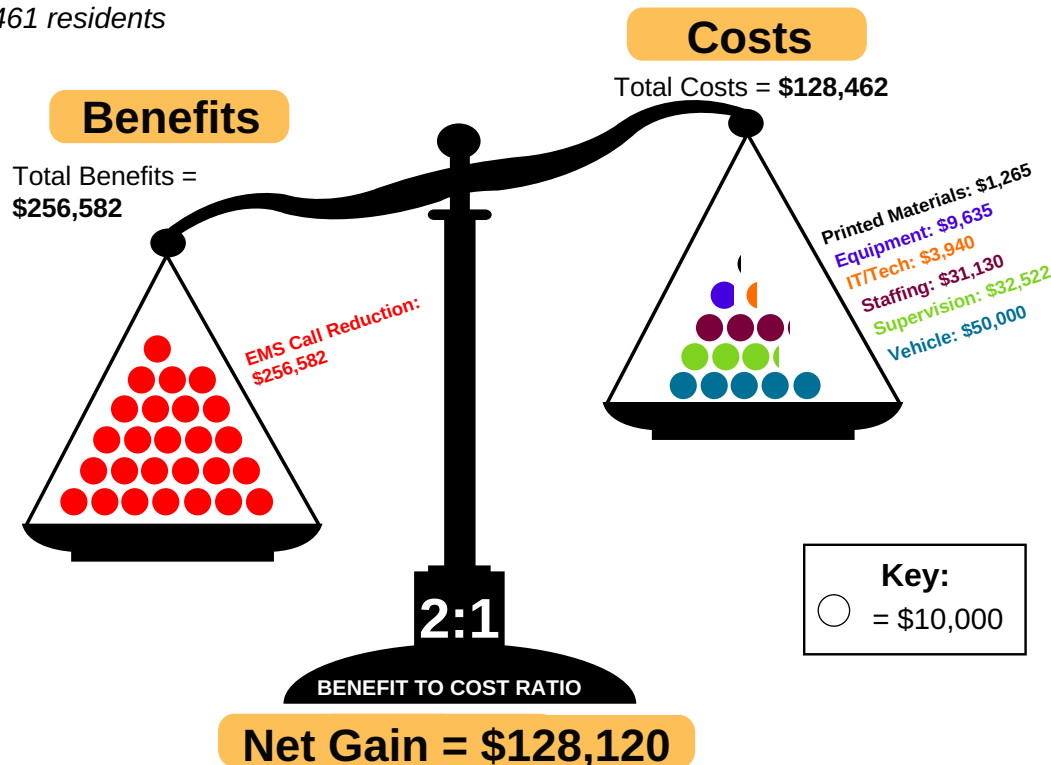 461 residents
Costs
Total Costs = $128,462
Benefits
Total Benefits =
$256,582
Printed Materials: $1,265
Equipment: $9,635
IT/Tech: $3,940
Staffing: $31,130
Supervision: $32,522
Vehicle: $50,000
EMS Call Reduction:
$256,582
Key:
= $10,000
2:1
BENEFIT TO COST RATIO
Net Gain = $128,120